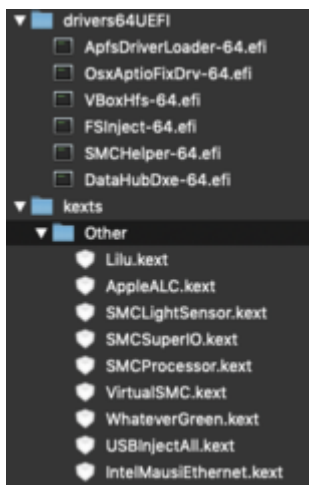 drivers64UEFI
ApfsDriverLoader-64.efi
OsxAptioFixDrv-64.efi
VBoxHfs-64.efi
FSInject-64.efi
SMCHelper-64.efi
DataHubDxe-64.efi
kexts
Other
Lilu.kext
AppleALC.kext
SMCLightSensor.kext
SMCSuperIO.kext
SMCProcessor.kext
VirtualSMC.kext
WhateverGreen.kext
USBInjectAll.kext
IntelMausiEthernet.kext